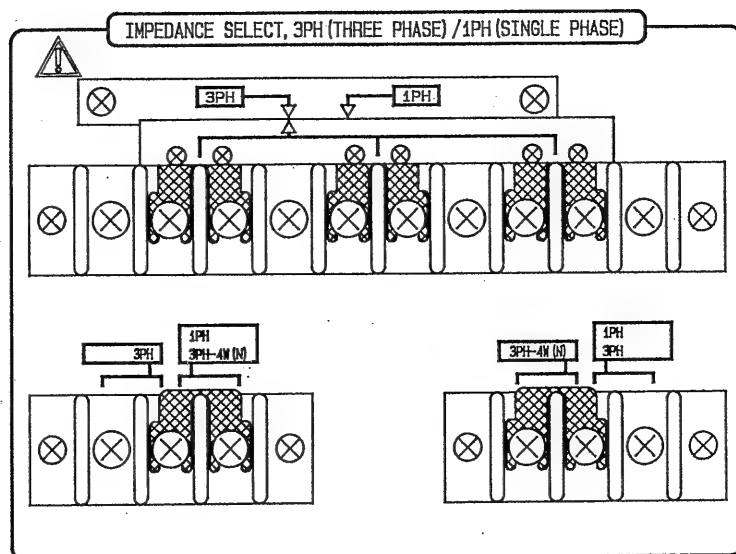 IMPEDANCE SELECT, 3PH (THREE PHASE) /1PH (SINGLE PHASE)
3PH
1PH
3PH
1PH
3PH-4W (N)
3PH-4W (N)
1PH
3PH